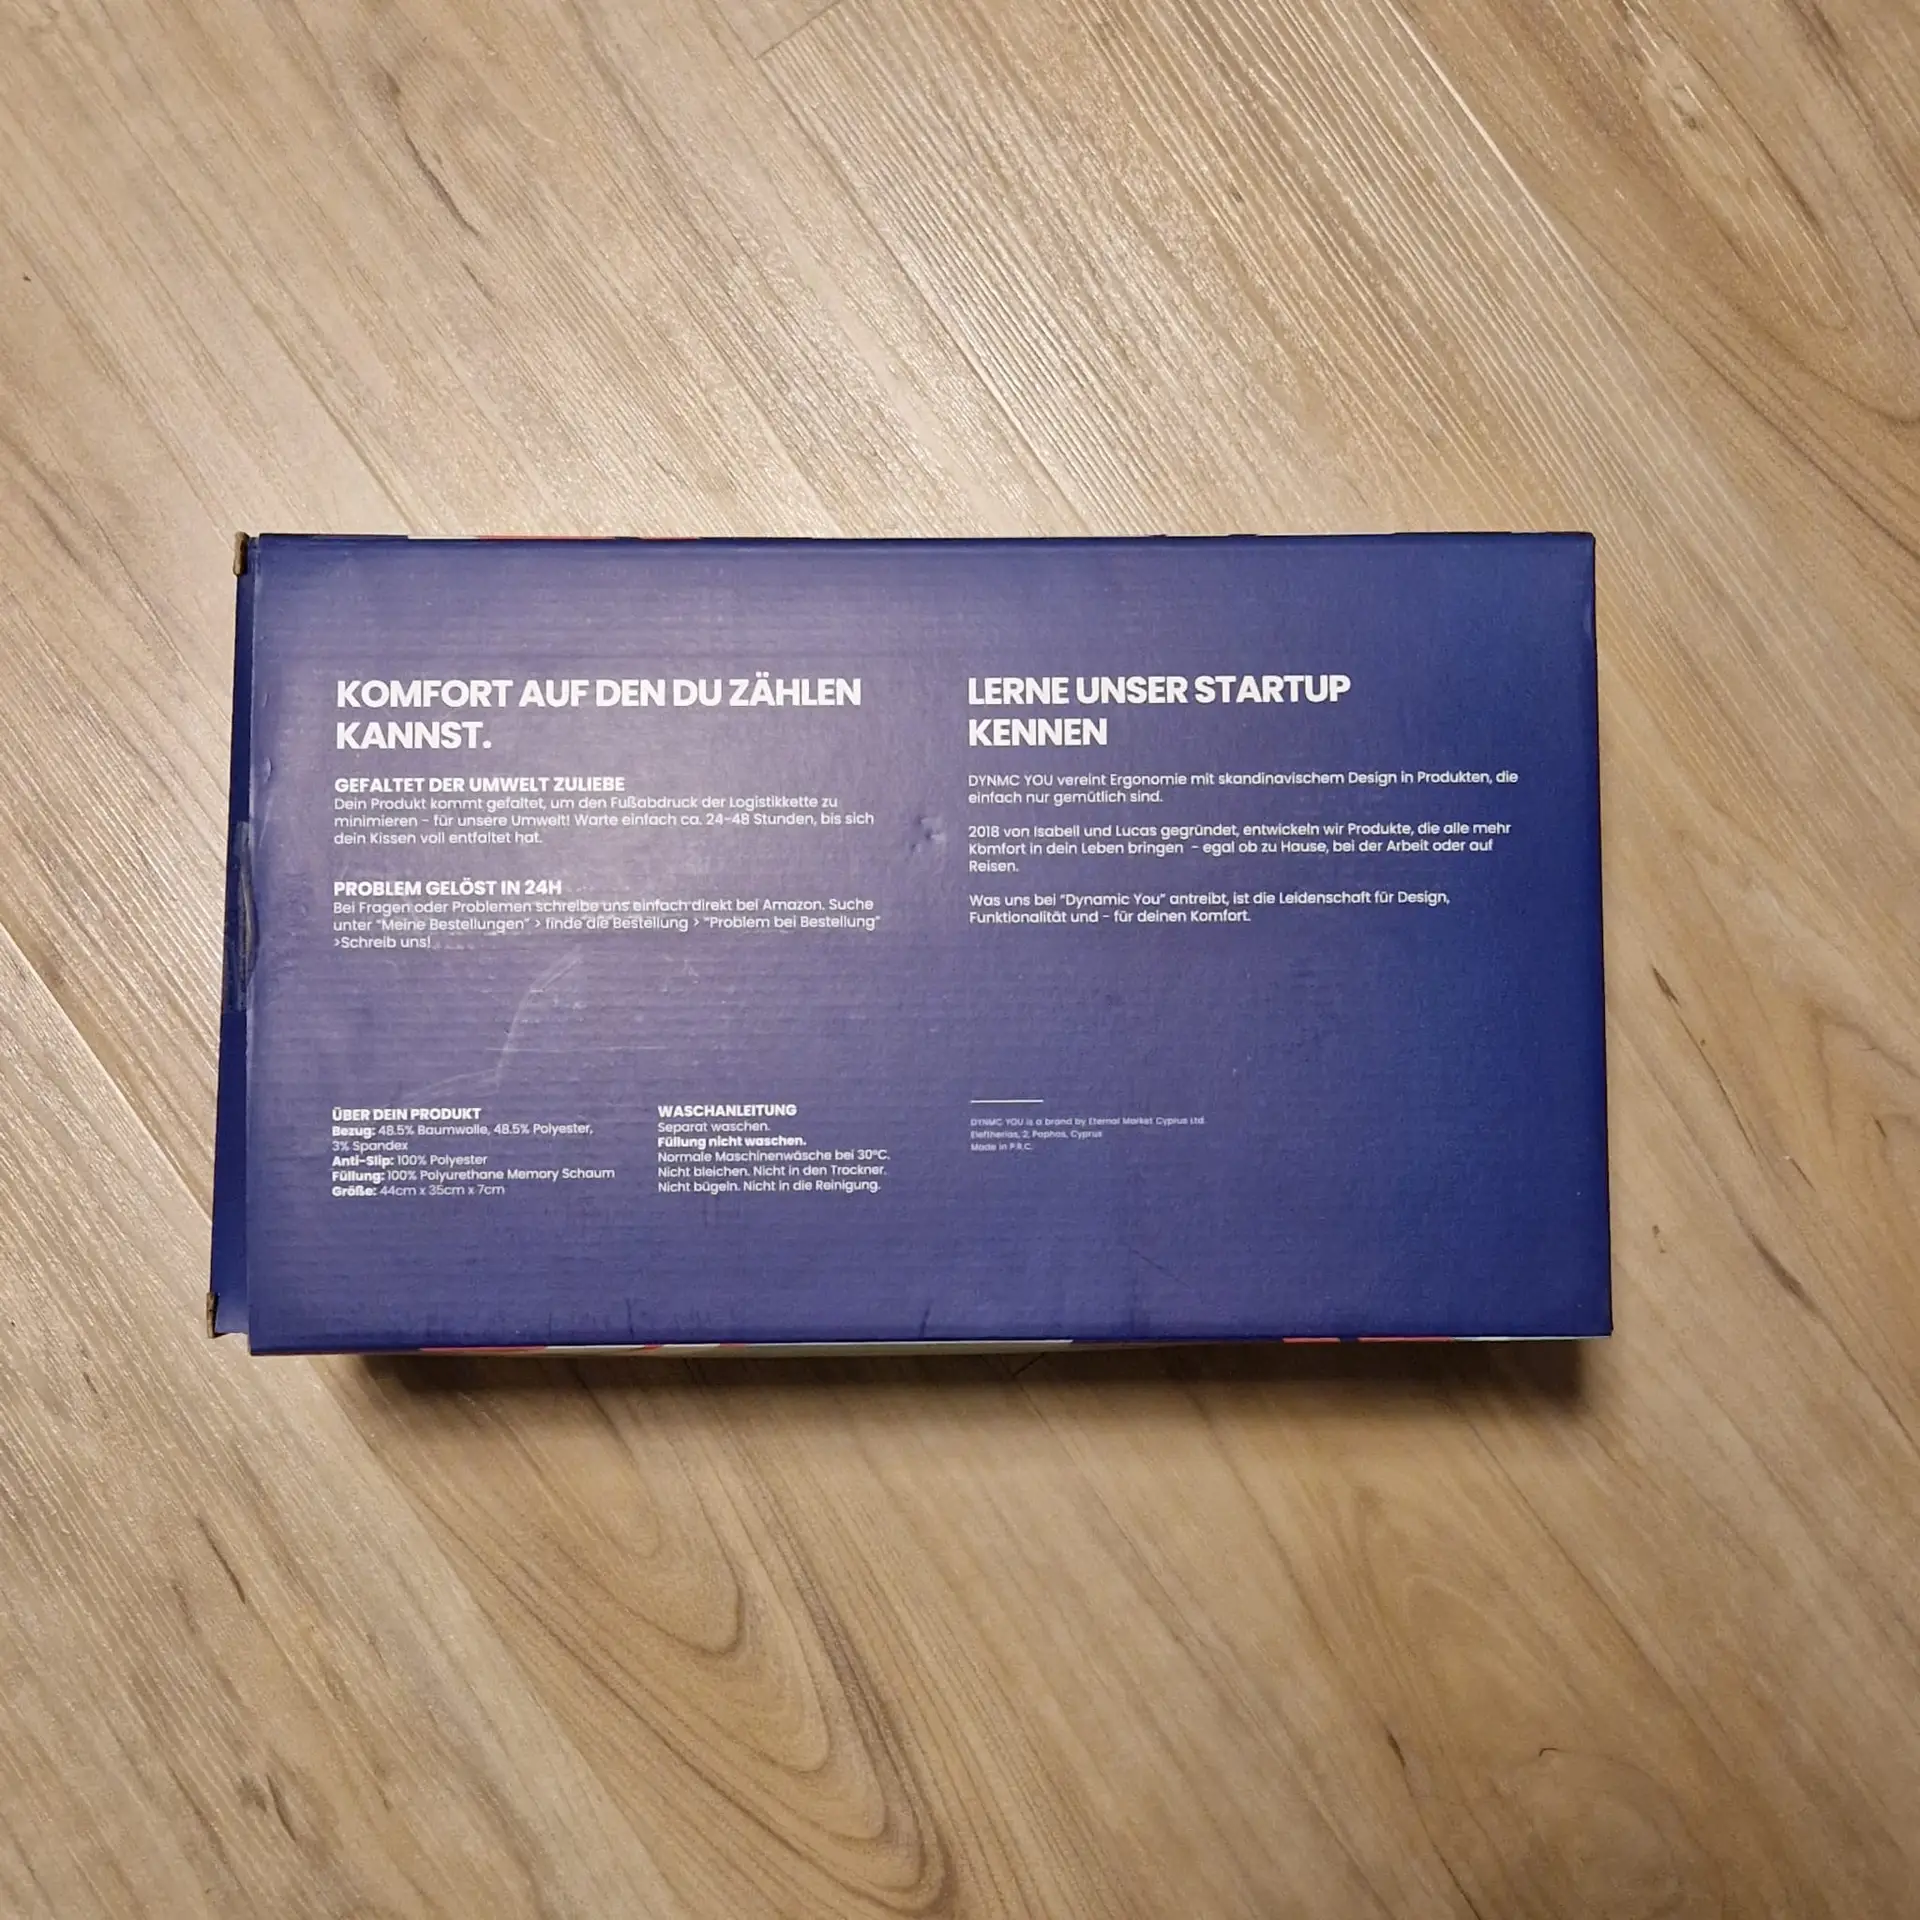 KOMFORT AUF DEN DU ZÄHLEN
KANNST.
GEFALTET DER UMWELT ZULIEBE
Dein Produkt kommt gefaltet, um den Fußabdruck der Logistikkette zu
minimieren - für unsere Umwelt! Warte einfach ca. 24-48 Stunden, bis sich
dein Kissen voll entfaltet hat.
PROBLEM GELÖST IN 24H
Bei Fragen oder Problemen schreibe uns einfach direkt bei Amazon. Suche
unter "Meine Bestellungen" > finde die Bestellung > "Problem bei Bestellung"
>Schreib uns!
LERNE UNSER STARTUP
KENNEN
DYNMC YOU vereint Ergonomie mit skandinavischem Design in Produkten, die
einfach nur gemütlich sind.
2018 von Isabell und Lucas gegründet, entwickeln wir Produkte, die alle mehr
Komfort in dein Leben bringen - egal ob zu Hause, bei der Arbeit oder auf
Reisen.
Was uns bei "Dynamic You" antreibt, ist die Leidenschaft für Design,
Funktionalität und - für deinen Komfort.
ÜBER DEIN PRODUKT
Bezug: 48.5% Baumwolle, 48.5% Polyester,
3% Spandex
Anti-Slip: 100% Polyester
Füllung: 100% Polyurethane Memory Schaum
Größe: 44cm x 35cm x 7cm
WASCHANLEITUNG
Separat waschen.
Füllung nicht waschen.
Normale Maschinenwäsche bei 30°C.
Nicht bleichen. Nicht in den Trockner.
Nicht bügeln. Nicht in die Reinigung.
DYNMC YOU is a brand by Eternal Market Cyprus Ltd.
Eleftherias, 2, Paphos, Cyprus
Made in P.R.C.